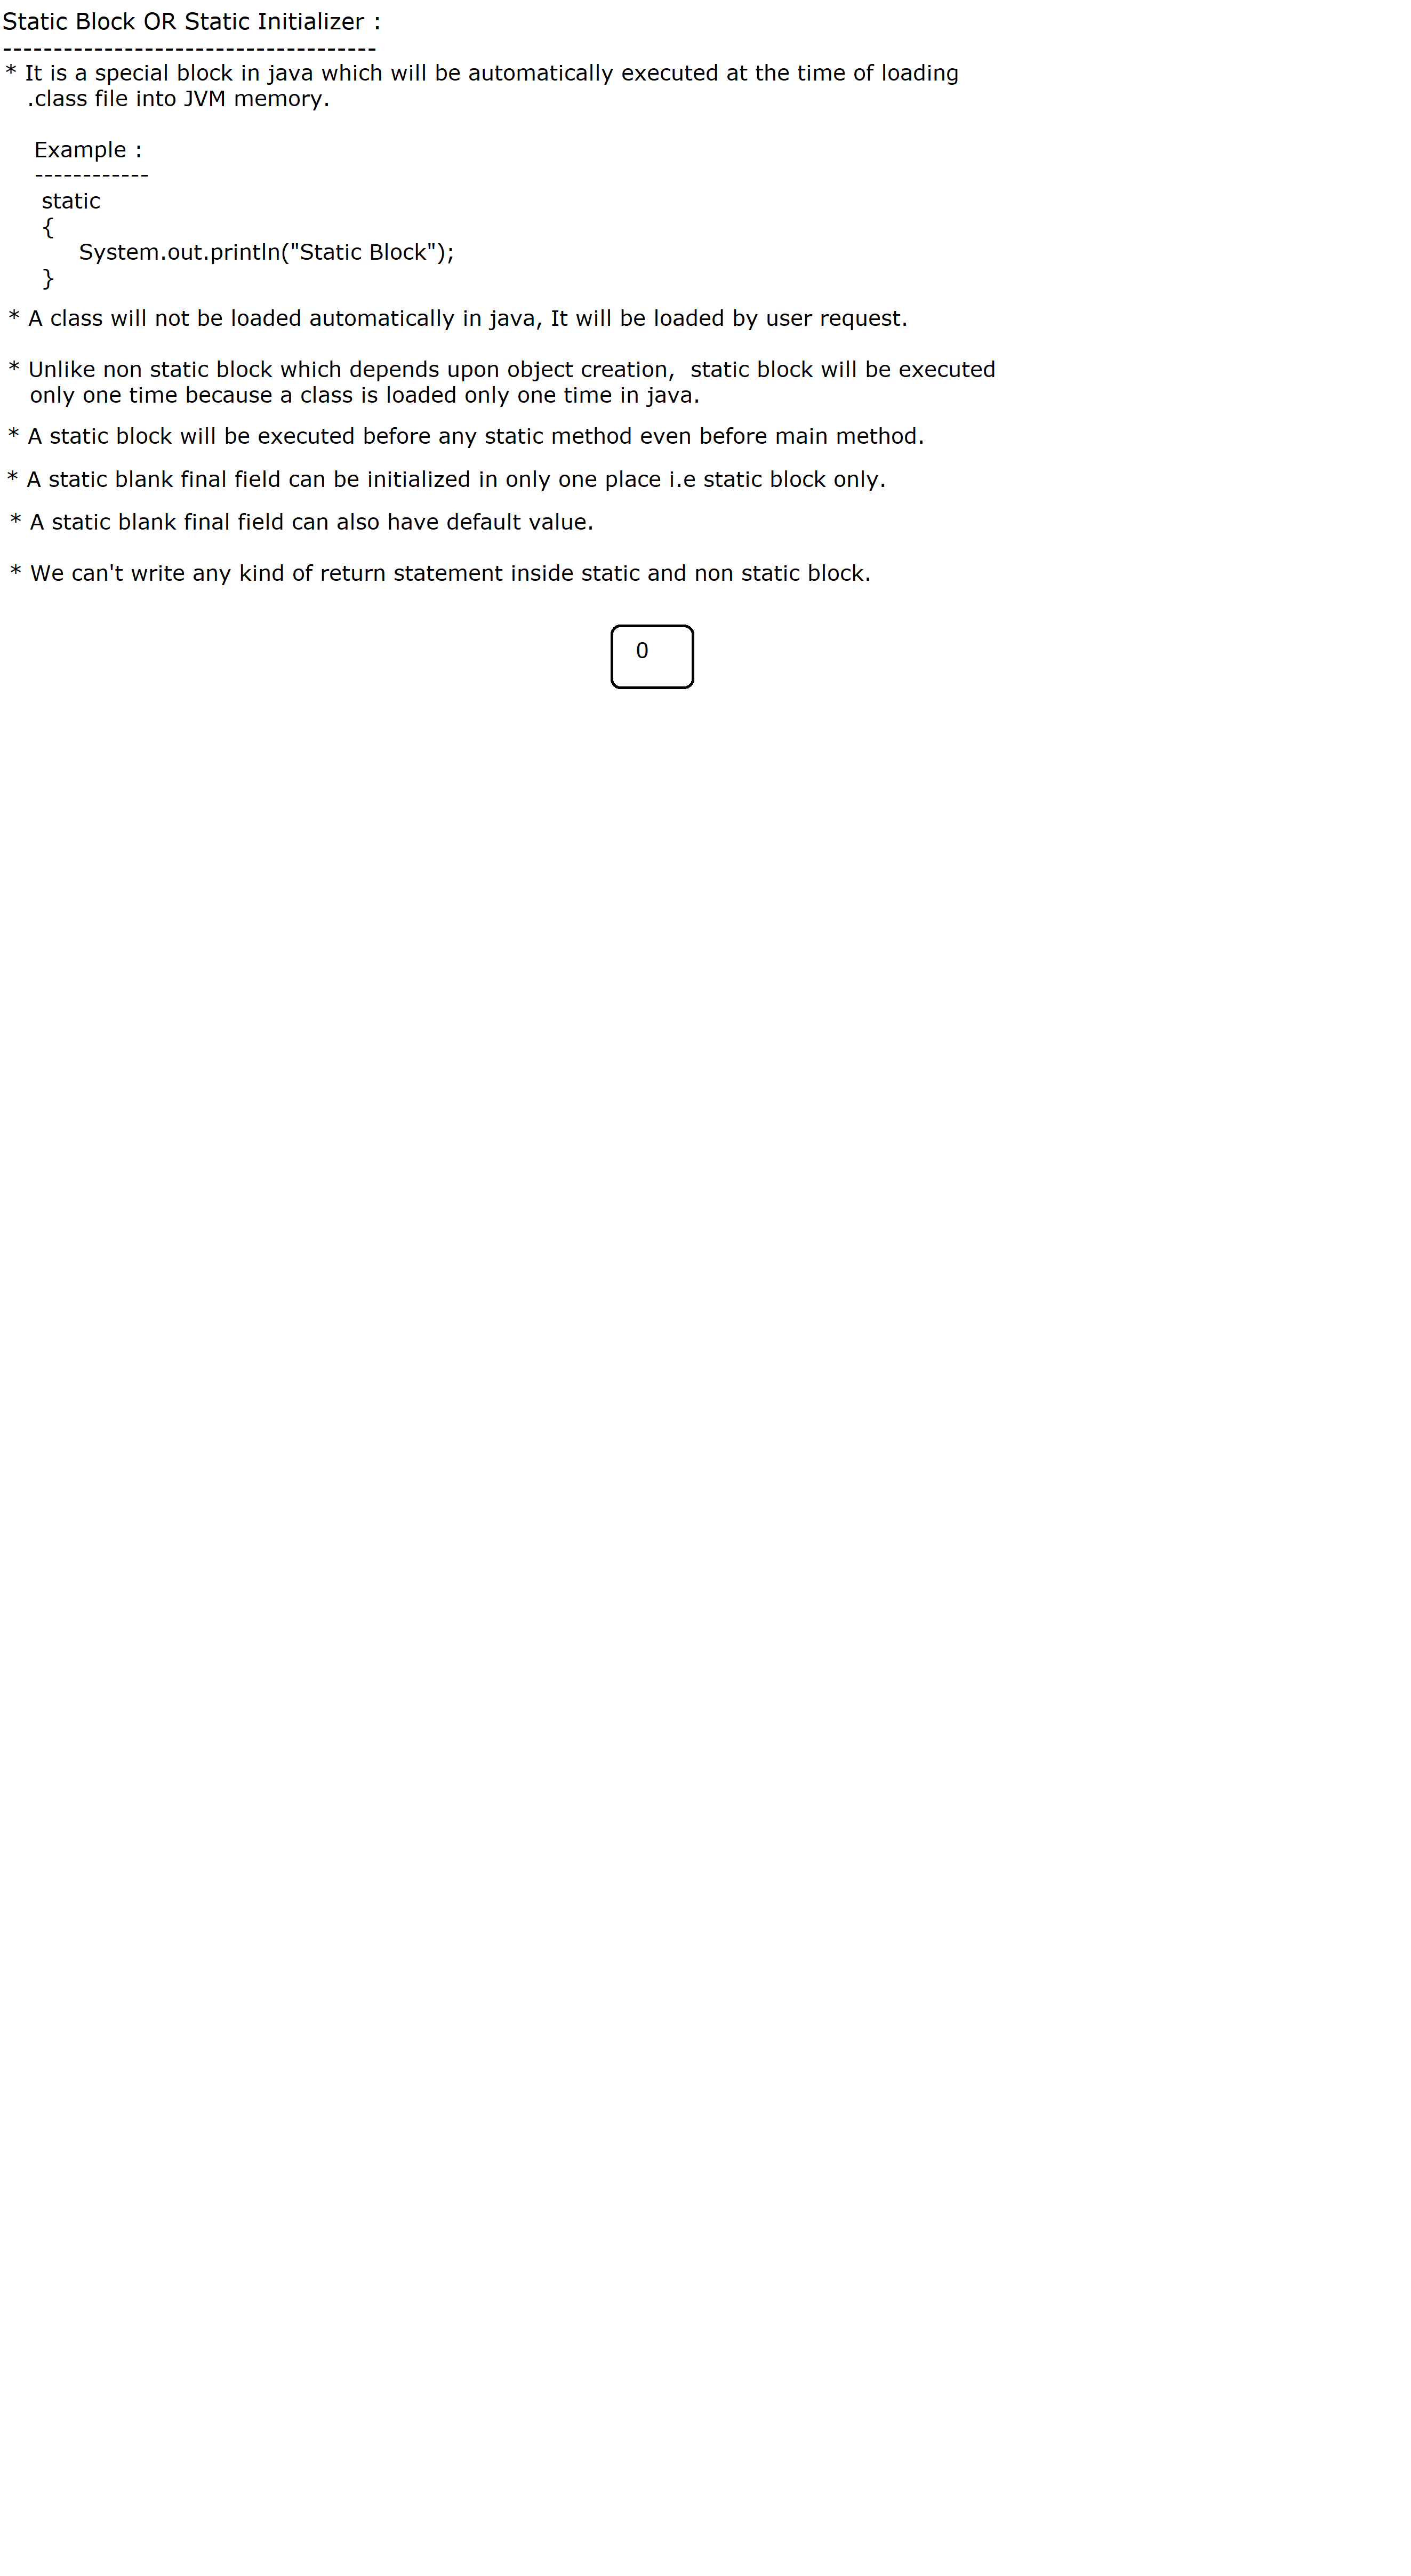 Static Block OR Static Initializer :
-------------------------------------
* It is a special block in java which will be automatically executed at the time of loading
.class file into JVM memory.
Example :
------------
static
{
System.out.println("Static Block");
}
* A class will not be loaded automatically in java, It will be loaded by user request.
* Unlike non static block which depends upon object creation,  static block will be executed
only one time because a class is loaded only one time in java.
* A static block will be executed before any static method even before main method.
* A static blank final field can be initialized in only one place i.e static block only.
* A static blank final field can also have default value.
* We can't write any kind of return statement inside static and non static block.
0